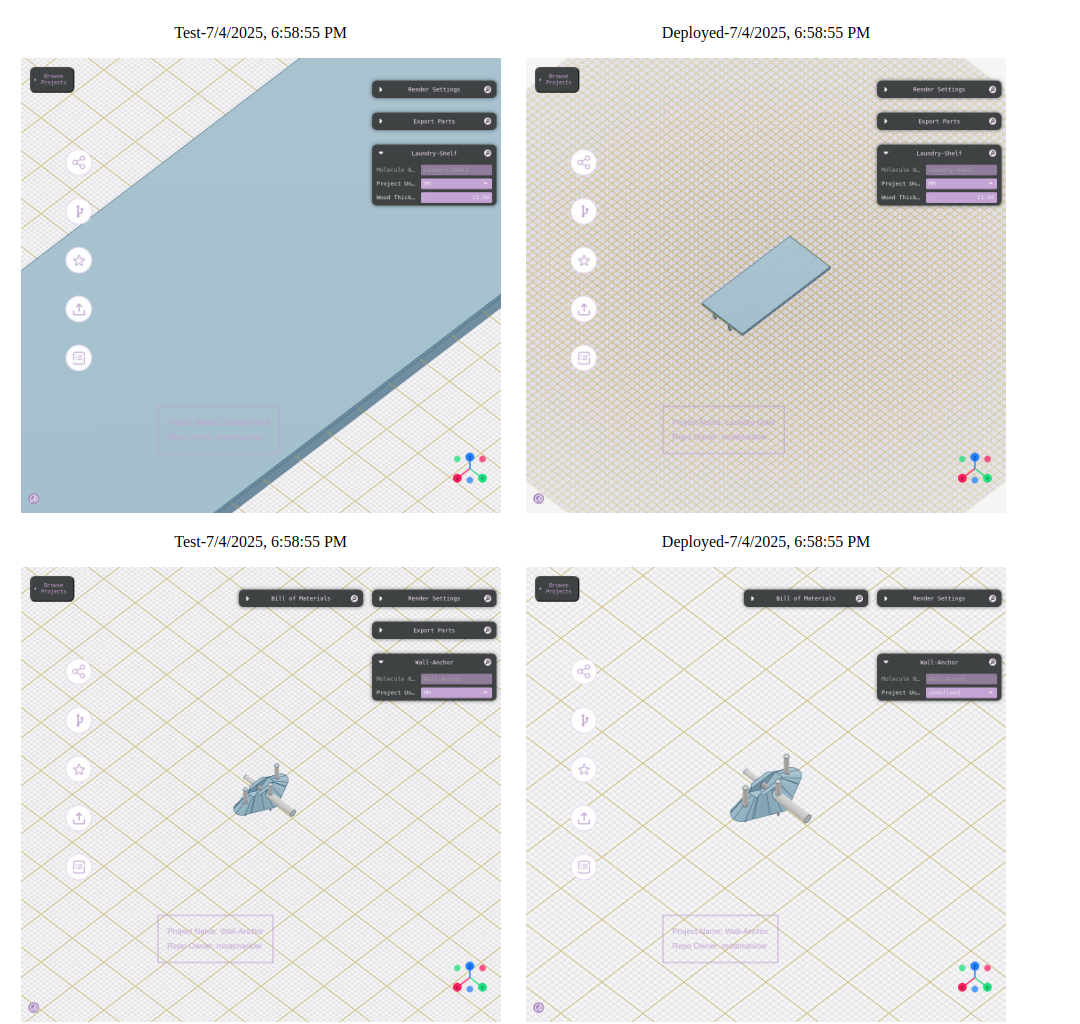 Test-7/4/2025, 6:58:55 PM
Deployed-7/4/2025, 6:58:55 PM
Browse
Projects
Render Settings
Export Parts
Laundry-Shelf
Molecule N…
Laundry-Shelf
Project Un…
MM
Wood Thick…
11.00
Project Name: Laundry-Shelf
Repo Owner: moatmaslow
Browse
Projects
Render Settings
Export Parts
Laundry-Shelf
Molecule N…
Laundry-Shelf
Project Un…
MM
Wood Thick…
11.00
Project Name: Laundry-Shelf
Repo Owner: moatmaslow
Test-7/4/2025, 6:58:55 PM
Deployed-7/4/2025, 6:58:55 PM
Browse
Projects
Bill of Materials
Render Settings
Export Parts
Wall-Anchor
Molecule N…
Wall-Anchor
Project Un…
MM
Project Name: Wall-Anchor
Repo Owner: moatmaslow
Browse
Projects
Bill of Materials
Render Settings
Wall-Anchor
Molecule N…
Wall-Anchor
Project Un…
undefined
Project Name: Wall-Anchor
Repo Owner: moatmaslow